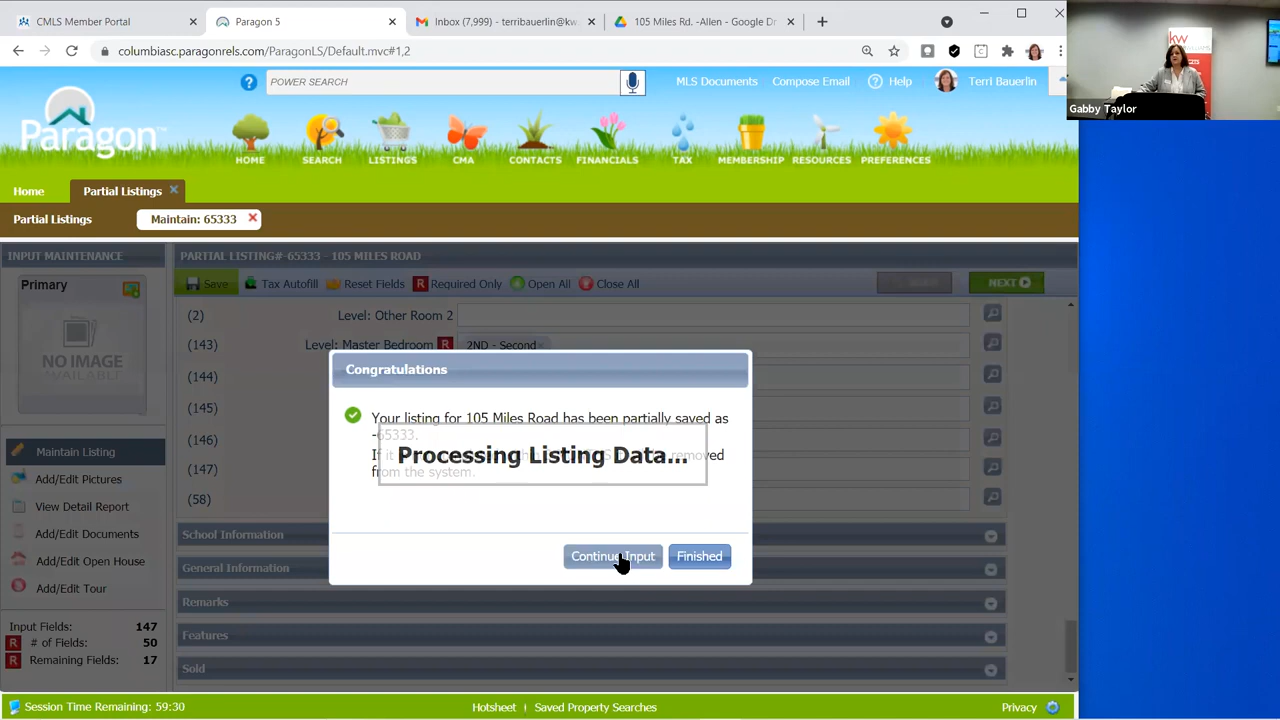 CMLS Member Portal
Paragon 5
Inbox (7,999) - terribauerlin@kw.
105 Miles Rd. -Allen - Google Dr
columbiasc.paragonrels.com/ParagonLS/Default.mvc#1,2
kw
Gabby Taylor
Paragon
POWER SEARCH
MLS Documents
Compose Email
Help
Terri Bauerlin
HOME
SEARCH
LISTINGS
CMA
CONTACTS
FINANCIALS
TAX
MEMBERSHIP
RESOURCES
PREFERENCES
Home
Partial Listings
Partial Listings
Maintain: 65333
INPUT MAINTENANCE
PARTIAL LISTING#-65333 - 105 MILES ROAD
Primary
NO IMAGE
AVAILABLE
Save
Tax Autofill
Reset Fields
R Required Only
Open All
Close All
NEXT
(2) Level: Other Room 2
(143) Level: Master Bedroom R 2ND - Second
(144)
(145)
(146)
(147)
(58)
Congratulations
Your listing for 105 Miles Road has been partially saved as
-65333.
Processing Listing Data...
removed
from the system.
Continue Input
Finished
Maintain Listing
Add/Edit Pictures
View Detail Report
Add/Edit Documents
Add/Edit Open House
Add/Edit Tour
School Information
General Information
Remarks
Features
Sold
Input Fields: 147
R # of Fields: 50
R Remaining Fields: 17
Session Time Remaining: 59:30
Hotsheet
Saved Property Searches
Privacy